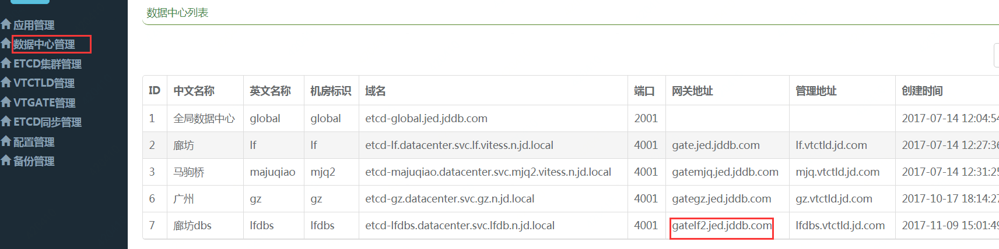 应用管理
数据中心管理
ETCD集群管理
VTCTLD管理
VTGATE管理
ETCD同步管理
配置管理
备份管理
数据中心列表
ID 中文名称 英文名称 机房标识 域名 端口 网关地址 管理地址 创建时间
1 全局数据中心 global global etcd-global.jed.jddb.com 2001 2017-07-14 12:04:54
2 廊坊 lf lf etcd-lf.datacenter.svc.lf.vitess.n.jd.local 4001 gate.jed.jddb.com lf.vtctld.jd.com 2017-07-14 12:27:36
3 马驹桥 majuqiao mjq2 etcd-majuqiao.datacenter.svc.mjq2.vitess.n.jd.local 4001 gatemjq.jed.jddb.com mjq.vtctld.jd.com 2017-07-14 12:31:25
6 广州 gz gz etcd-gz.datacenter.svc.gz.n.jd.local 4001 gategz.jed.jddb.com gz.vtctld.jd.com 2017-10-17 18:14:27
7 廊坊dbs lfdbs lfdbs etcd-lfdbs.datacenter.svc.lfdb.n.jd.local 4001 gatelf2.jed.jddb.com lfdbs.vtctld.jd.com 2017-11-09 15:01:49